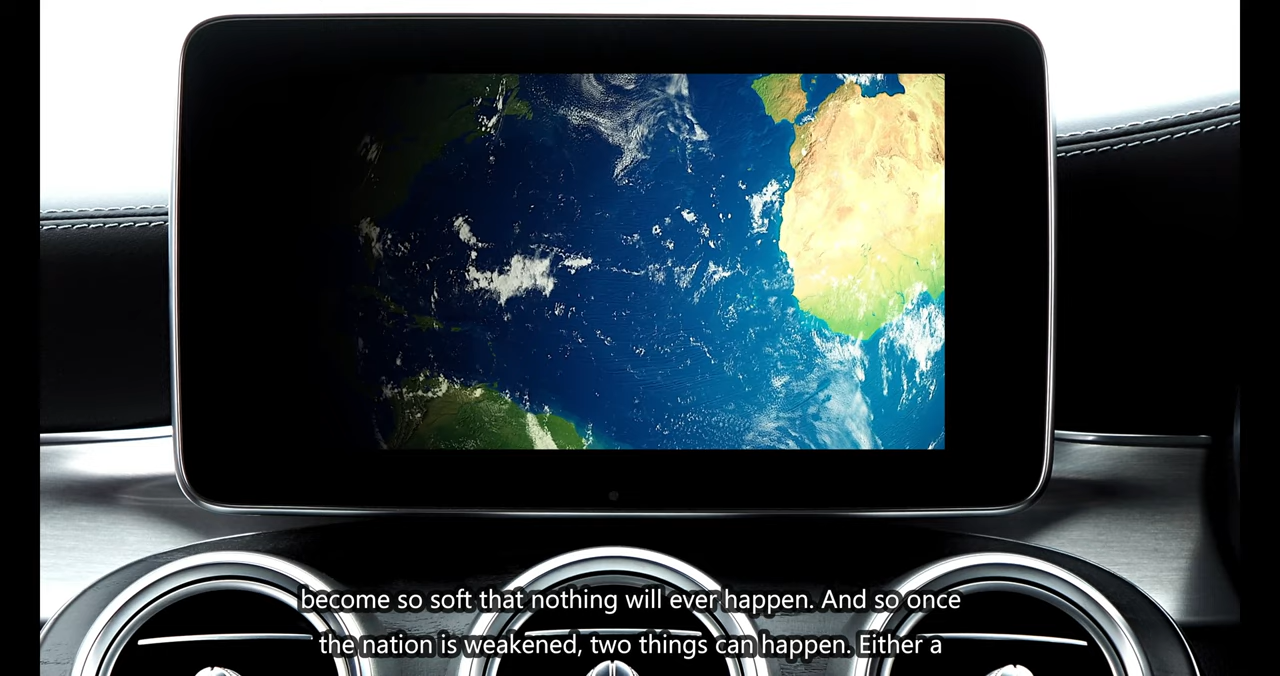 become so soft that nothing will ever happen. And so once
the nation is weakened, two things can happen. Either a